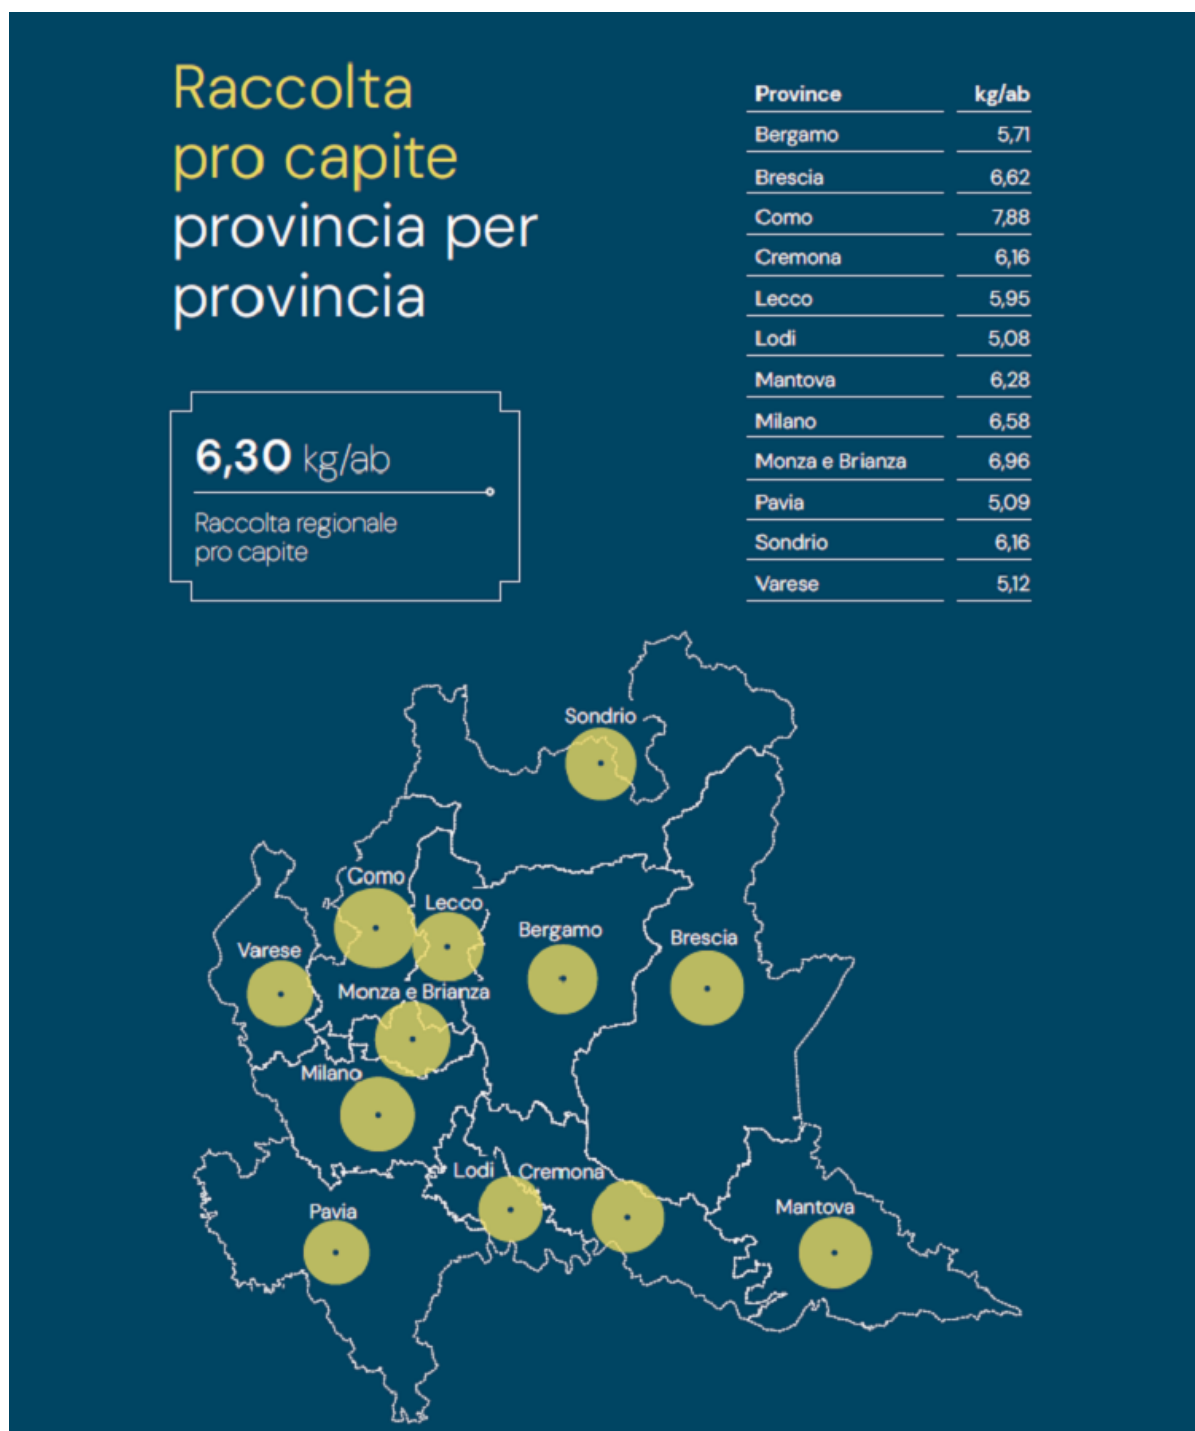 Raccolta
pro capite
provincia per
provincia
6,30 kg/ab
Raccolta regionale
pro capite
Province kg/ab
Bergamo 5,71
Brescia 6,62
Como 7,88
Cremona 6,16
Lecco 5,95
Lodi 5,08
Mantova 6,28
Milano 6,58
Monza e Brianza 6,96
Pavia 5,09
Sondrio 6,16
Varese 5,12
Sondrio
Como
Lecco
Bergamo
Brescia
Varese
Monza e Brianza
Milano
Lodi
Cremona
Mantova
Pavia